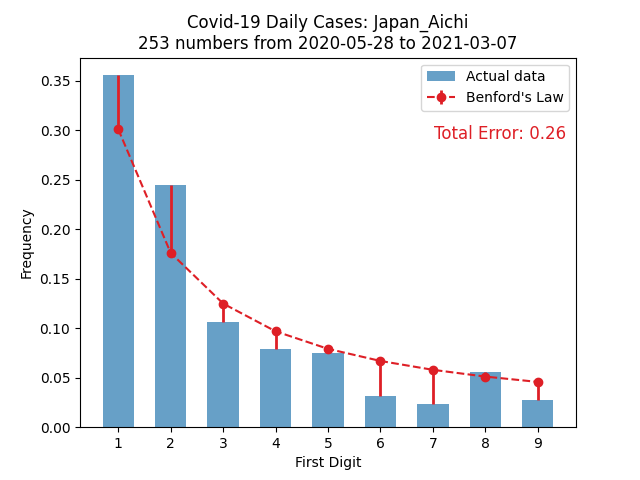 Covid-19 Daily Cases: Japan_Aichi
253 numbers from 2020-05-28 to 2021-03-07
Actual data
Benford's Law
Total Error: 0.26
Frequency
0.35
0.30
0.25
0.20
0.15
0.10
0.05
0.00
1 2 3 4 5 6 7 8 9
First Digit